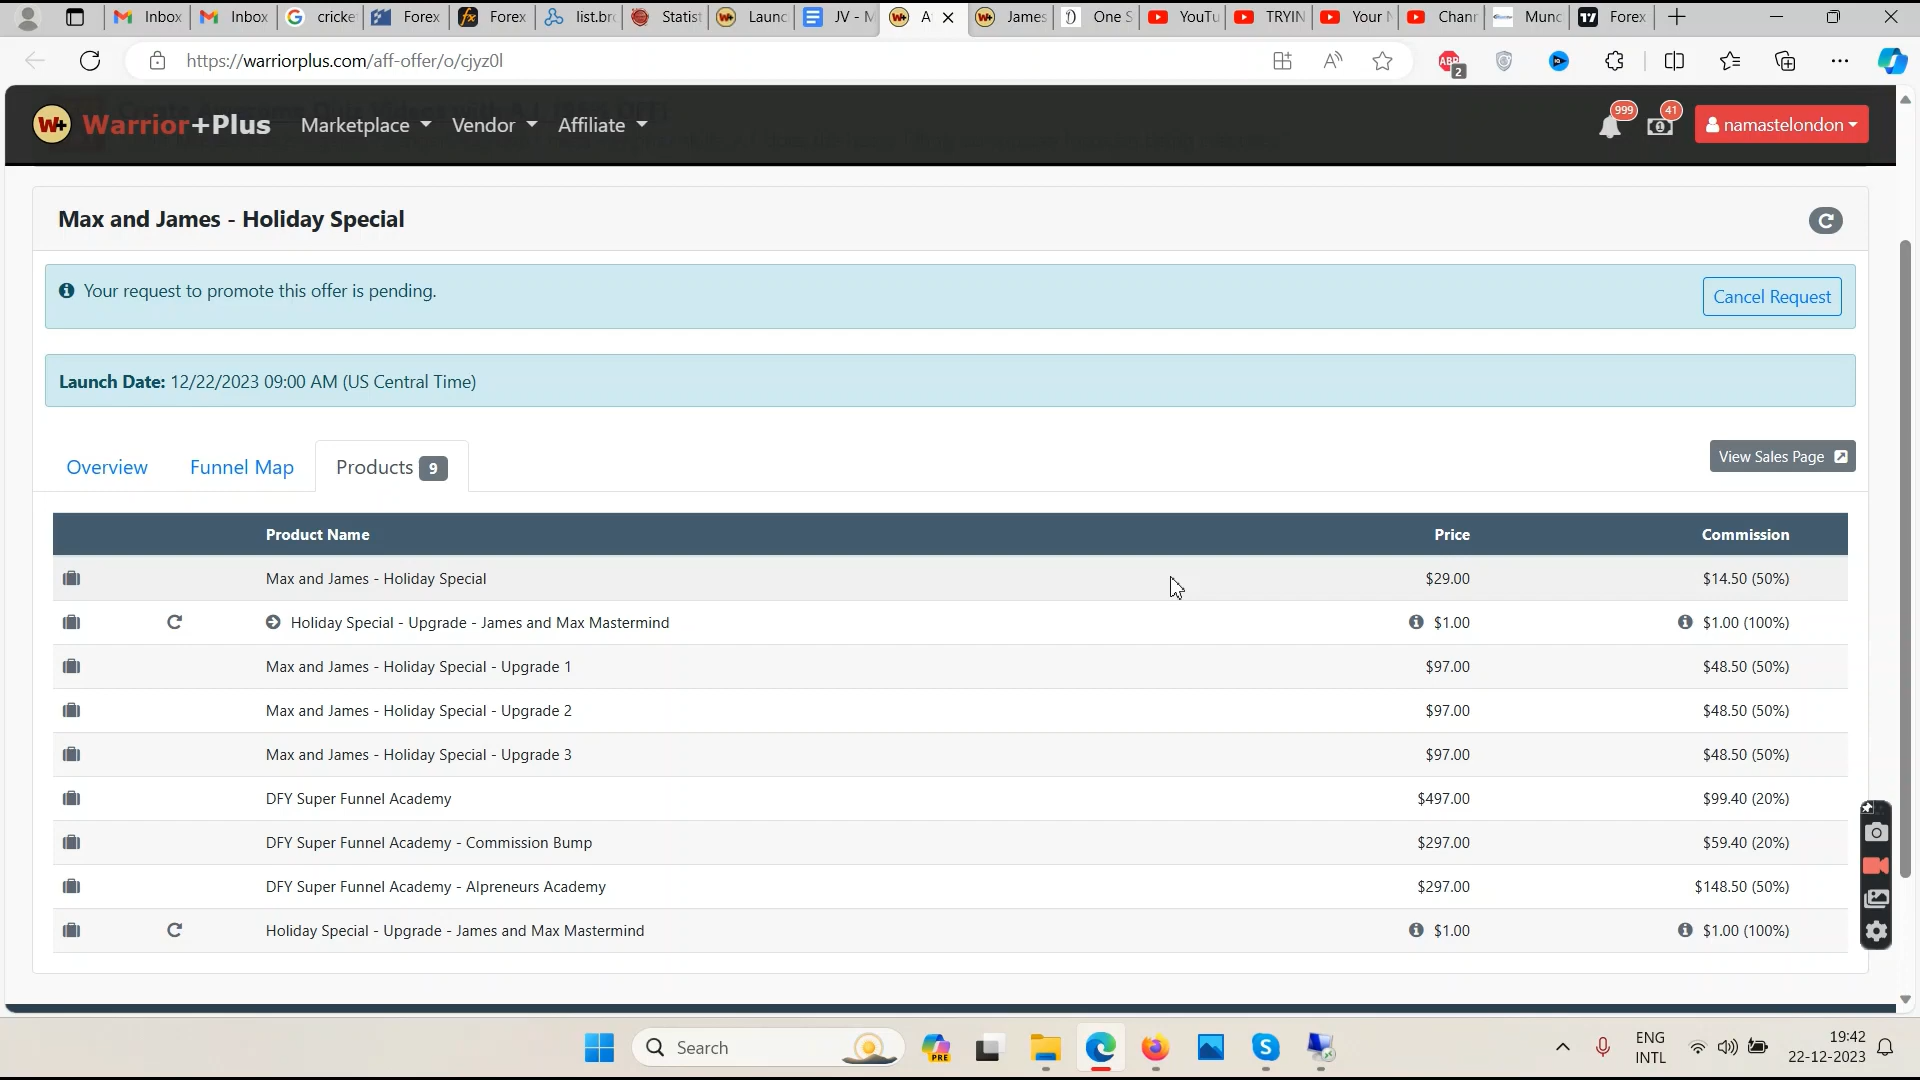 Inbox
Inbox
cricke
Forex
Forex
list.br
Statist
Launc
JV - M
A
James
One S
YouTu
TRYIN
Your N
Chann
Munc
Forex
https://warriorplus.com/aff-offer/o/cjyz0l
ABP
2
W+ Warrior+Plus Marketplace Vendor Affiliate
999
41
namastelondon
Max and James - Holiday Special
Your request to promote this offer is pending.
Cancel Request
Launch Date: 12/22/2023 09:00 AM (US Central Time)
Overview Funnel Map Products 9
View Sales Page
Product Name Price Commission
Max and James - Holiday Special $29.00 $14.50 (50%)
Holiday Special - Upgrade - James and Max Mastermind $1.00 $1.00 (100%)
Max and James - Holiday Special - Upgrade 1 $97.00 $48.50 (50%)
Max and James - Holiday Special - Upgrade 2 $97.00 $48.50 (50%)
Max and James - Holiday Special - Upgrade 3 $97.00 $48.50 (50%)
DFY Super Funnel Academy $497.00 $99.40 (20%)
DFY Super Funnel Academy - Commission Bump $297.00 $59.40 (20%)
DFY Super Funnel Academy - AIpreneurs Academy $297.00 $148.50 (50%)
Holiday Special - Upgrade - James and Max Mastermind $1.00 $1.00 (100%)
Search
PRE
ENG
INTL
19:42
22-12-2023